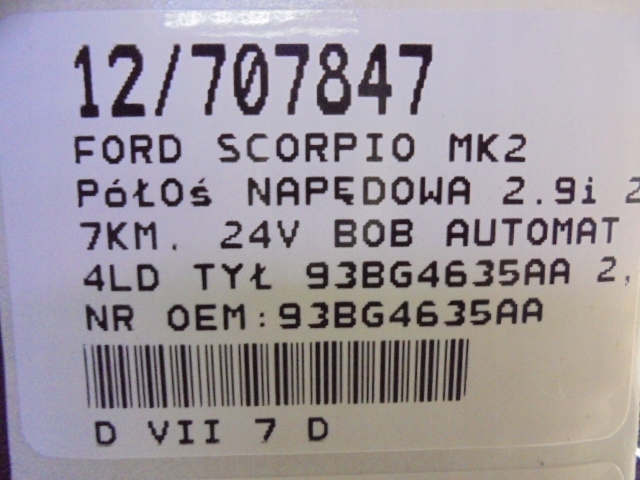 12/707847
FORD SCORPIO MK2
PółOś NAPĘDOWA 2.9i 2
7KM. 24V BOB AUTOMAT
4LD TYŁ 93BG4635AA 2,
NR OEM:93BG4635AA
D VII 7 D